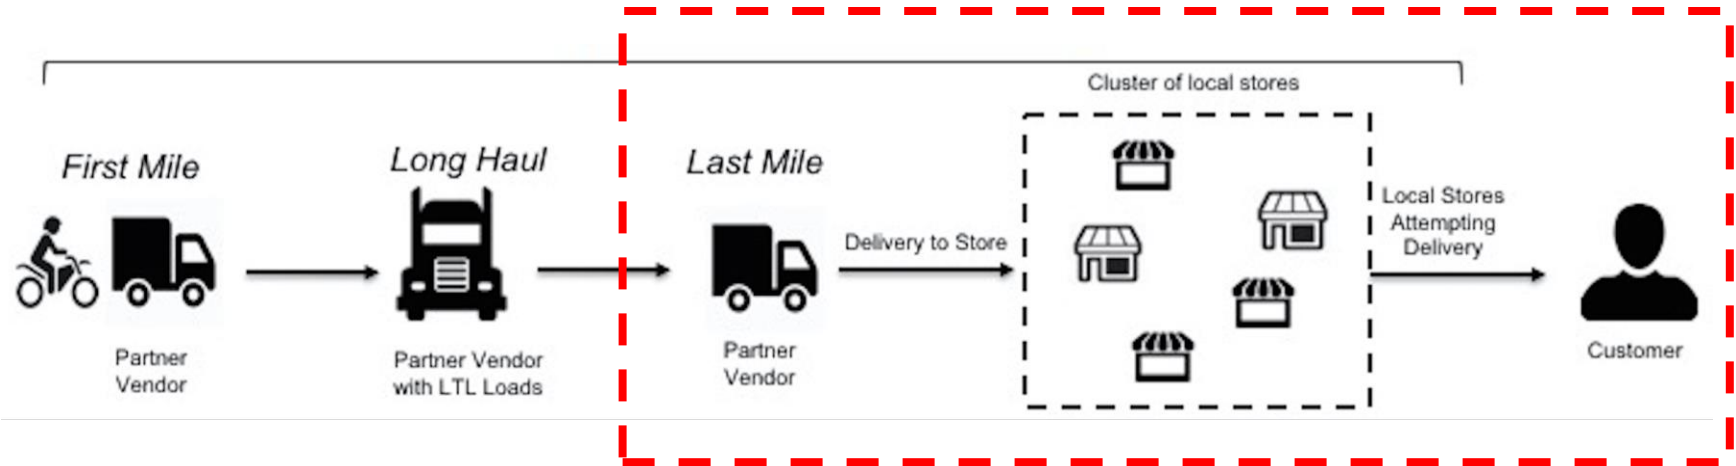 Cluster of local stores
First Mile
Long Haul
Last Mile
Delivery to Store
Local Stores
Attempting
Delivery
Partner
Vendor
Partner Vendor
with LTL Loads
Partner
Vendor
Customer